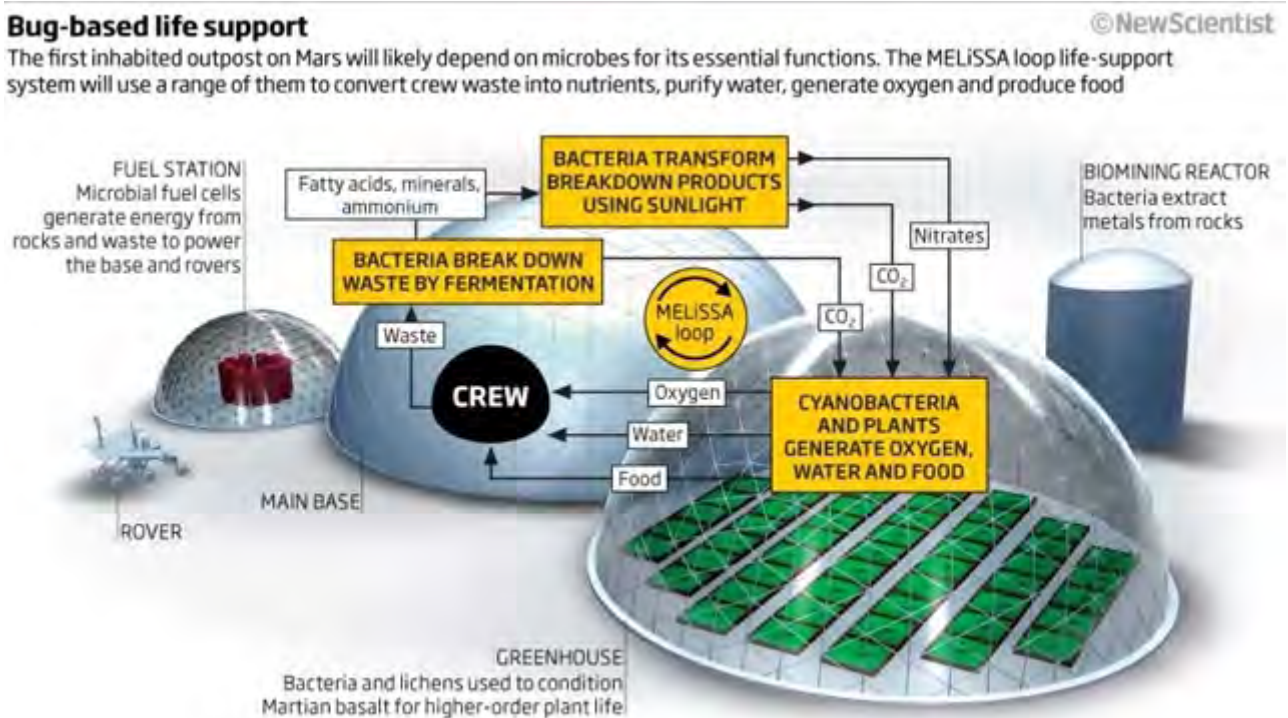 Bug-based life support
©NewScientist
The first inhabited outpost on Mars will likely depend on microbes for its essential functions. The MELiSSA loop life-support
system will use a range of them to convert crew waste into nutrients, purify water, generate oxygen and produce food
FUEL STATION
Microbial fuel cells
generate energy from
rocks and waste to power
the base and rovers
Fatty acids, minerals,
ammonium
BACTERIA TRANSFORM
BREAKDOWN PRODUCTS
USING SUNLIGHT
BIOMINING REACTOR
Bacteria extract
metals from rocks
Nitrates
BACTERIA BREAK DOWN
WASTE BY FERMENTATION
CO₂
CO₂
MELiSSA
loop
Waste
CREW
Oxygen
Water
Food
CYANOBACTERIA
AND PLANTS
GENERATE OXYGEN,
WATER AND FOOD
MAIN BASE
ROVER
GREENHOUSE
Bacteria and lichens used to condition
Martian basalt for higher-order plant life